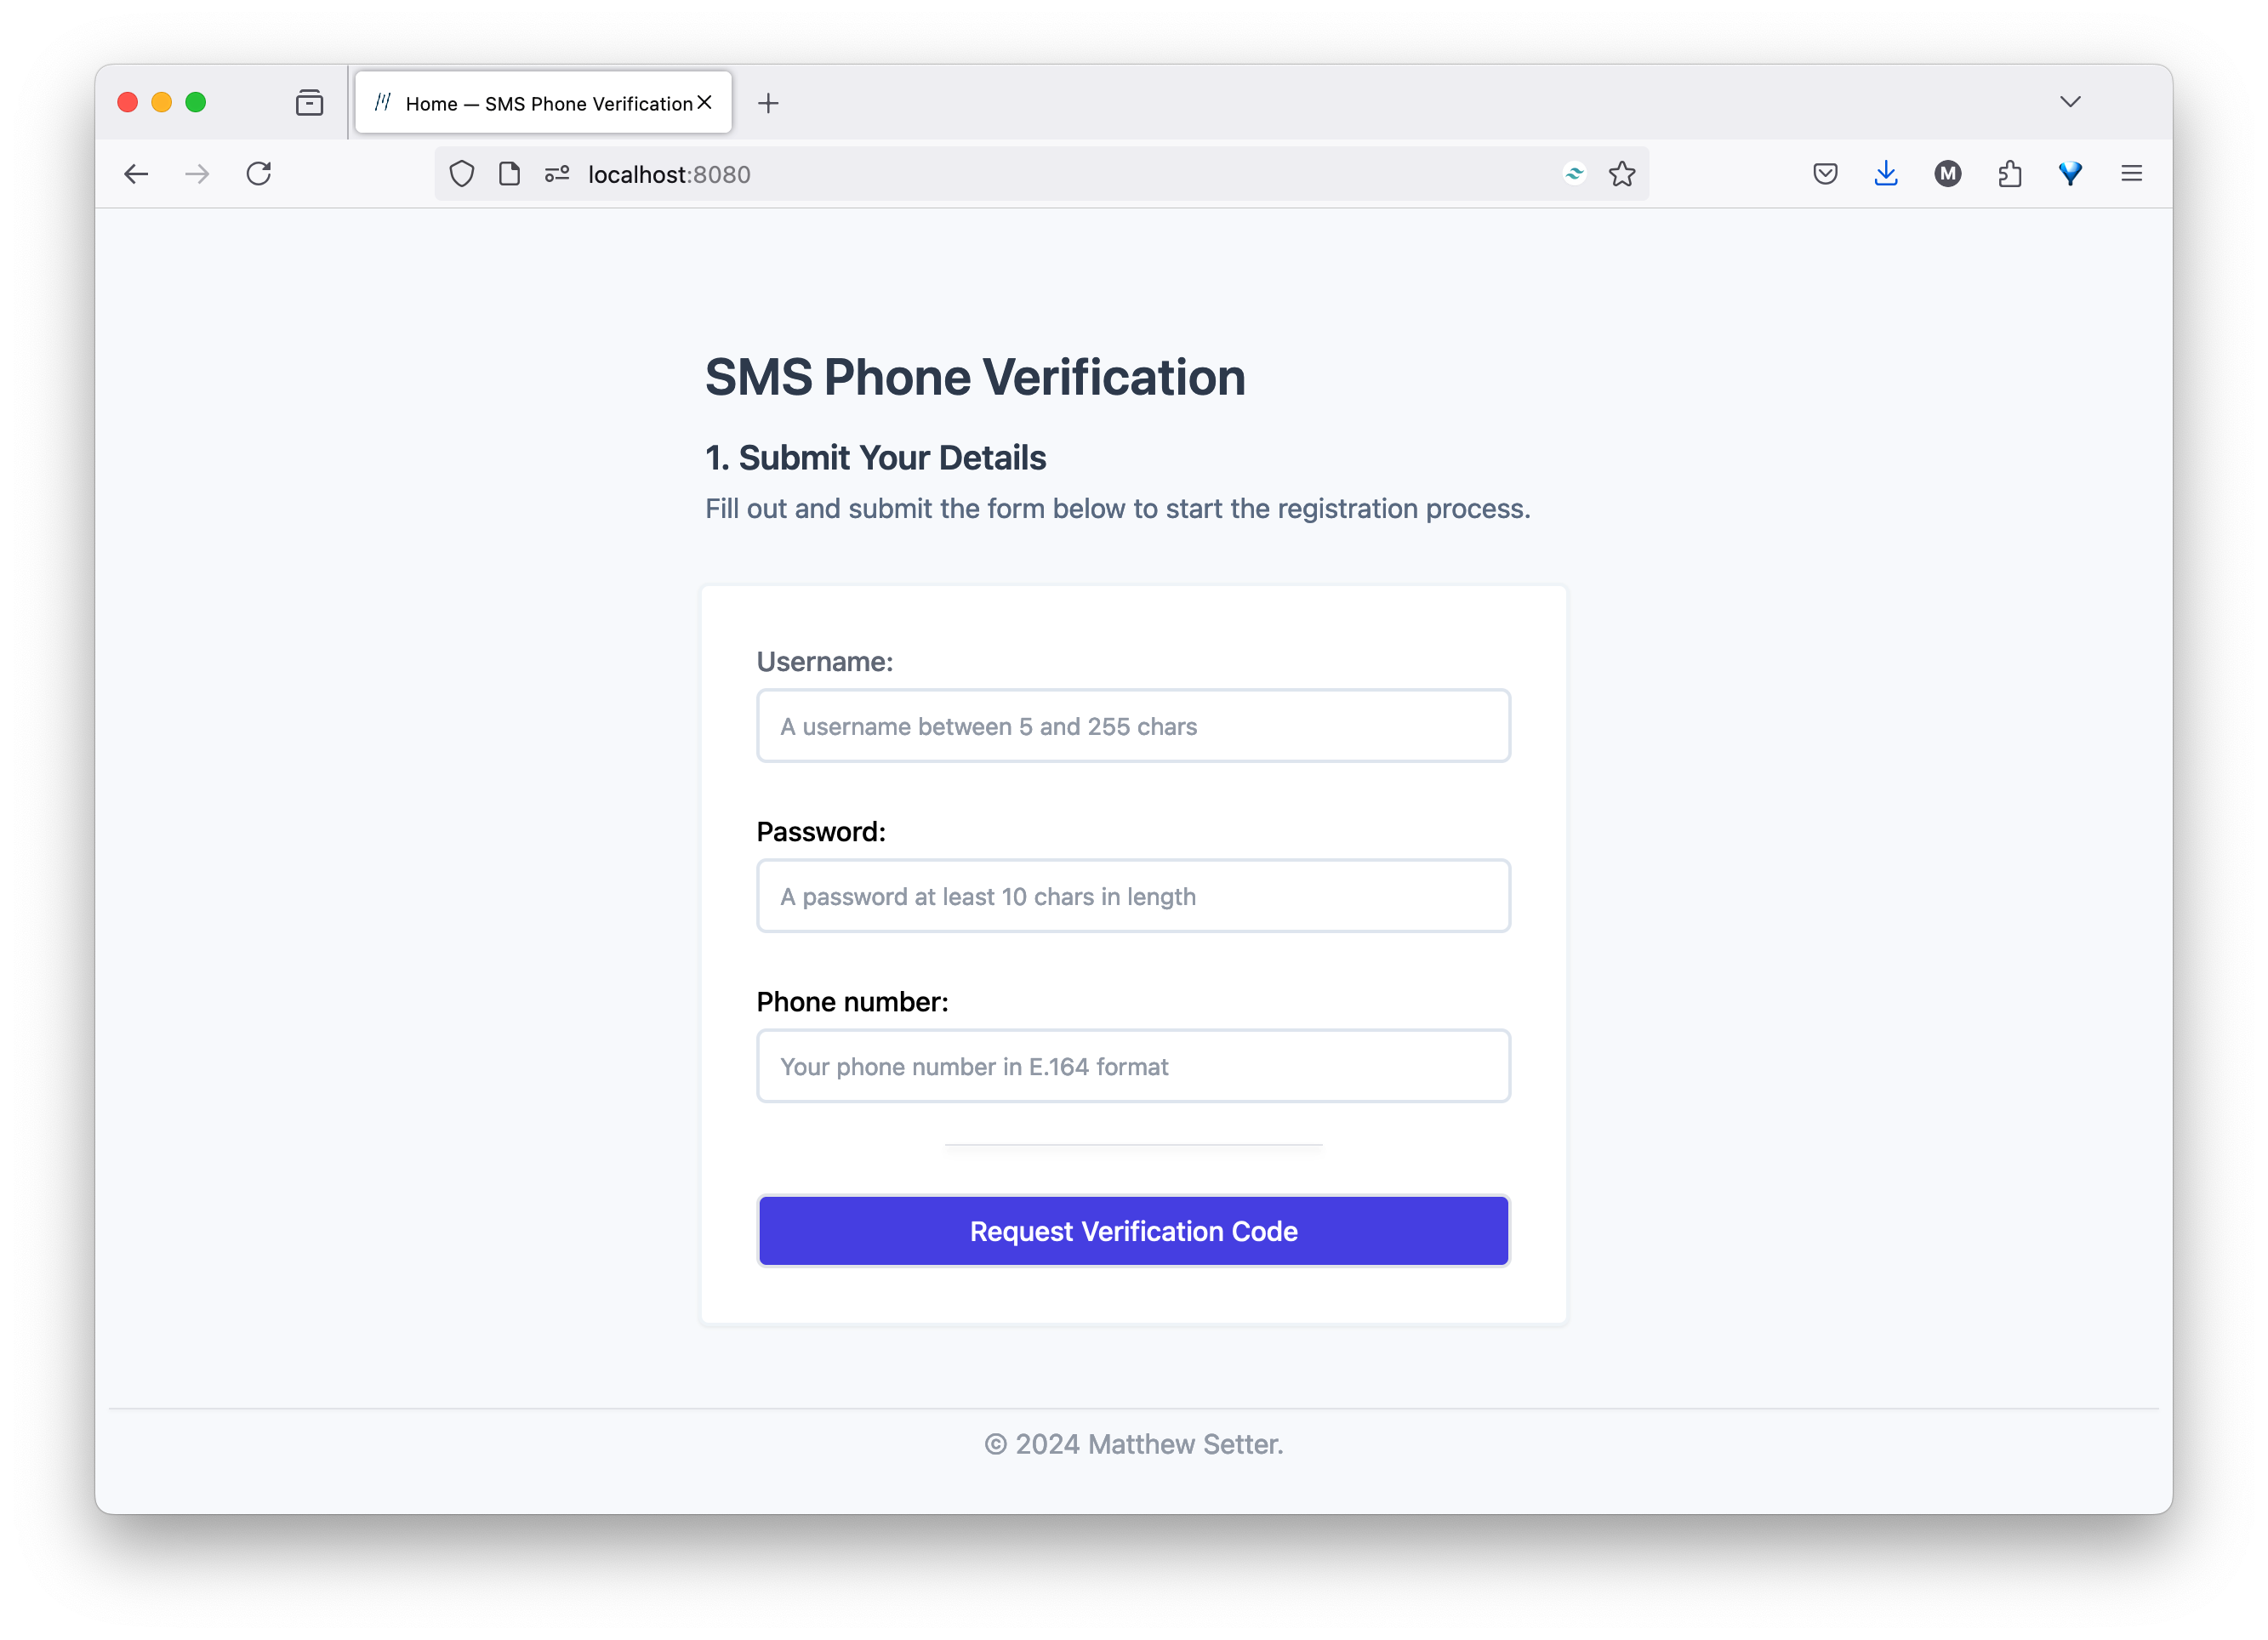 Home — SMS Phone Verification
localhost:8080
M
SMS Phone Verification
1. Submit Your Details
Fill out and submit the form below to start the registration process.
Username:
A username between 5 and 255 chars
Password:
A password at least 10 chars in length
Phone number:
Your phone number in E.164 format
Request Verification Code
© 2024 Matthew Setter.